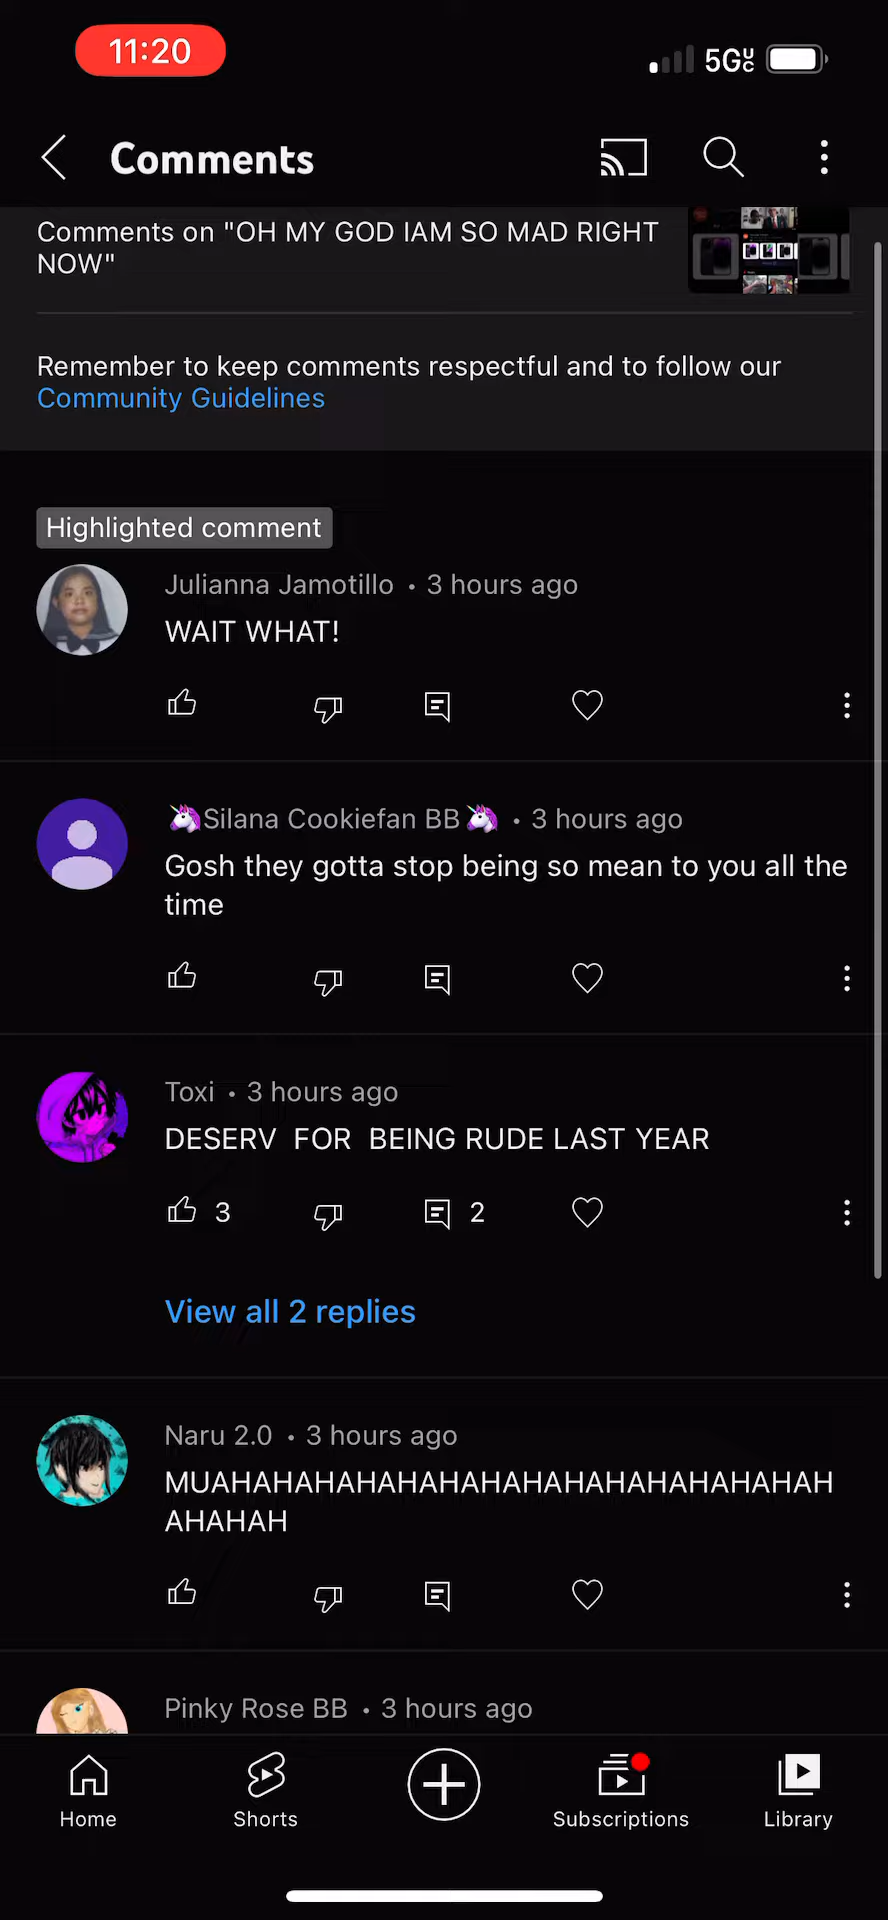 11:20
5GUC
Comments
Comments on "OH MY GOD IAM SO MAD RIGHT
NOW"
Remember to keep comments respectful and to follow our
Community Guidelines
Highlighted comment
Julianna Jamotillo • 3 hours ago
WAIT WHAT!
🦄Silana Cookiefan BB🦄 • 3 hours ago
Gosh they gotta stop being so mean to you all the
time
Toxi • 3 hours ago
DESERV  FOR  BEING RUDE LAST YEAR
3
2
View all 2 replies
Naru 2.0 • 3 hours ago
MUAHAHAHAHAHAHAHAHAHAHAHAHAHAHAH
AHAHAH
Pinky Rose BB • 3 hours ago
Home
Shorts
Subscriptions
Library